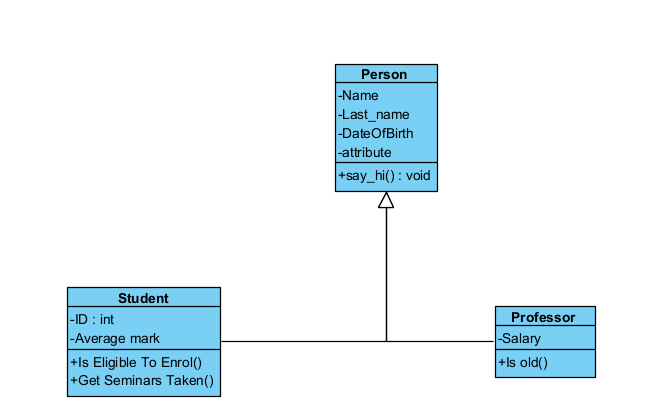 Person
-Name
-Last_name
-DateOfBirth
-attribute
+say_hi() : void
Student
-ID : int
-Average mark
+Is Eligible To Enrol()
+Get Seminars Taken()
Professor
-Salary
+Is old()